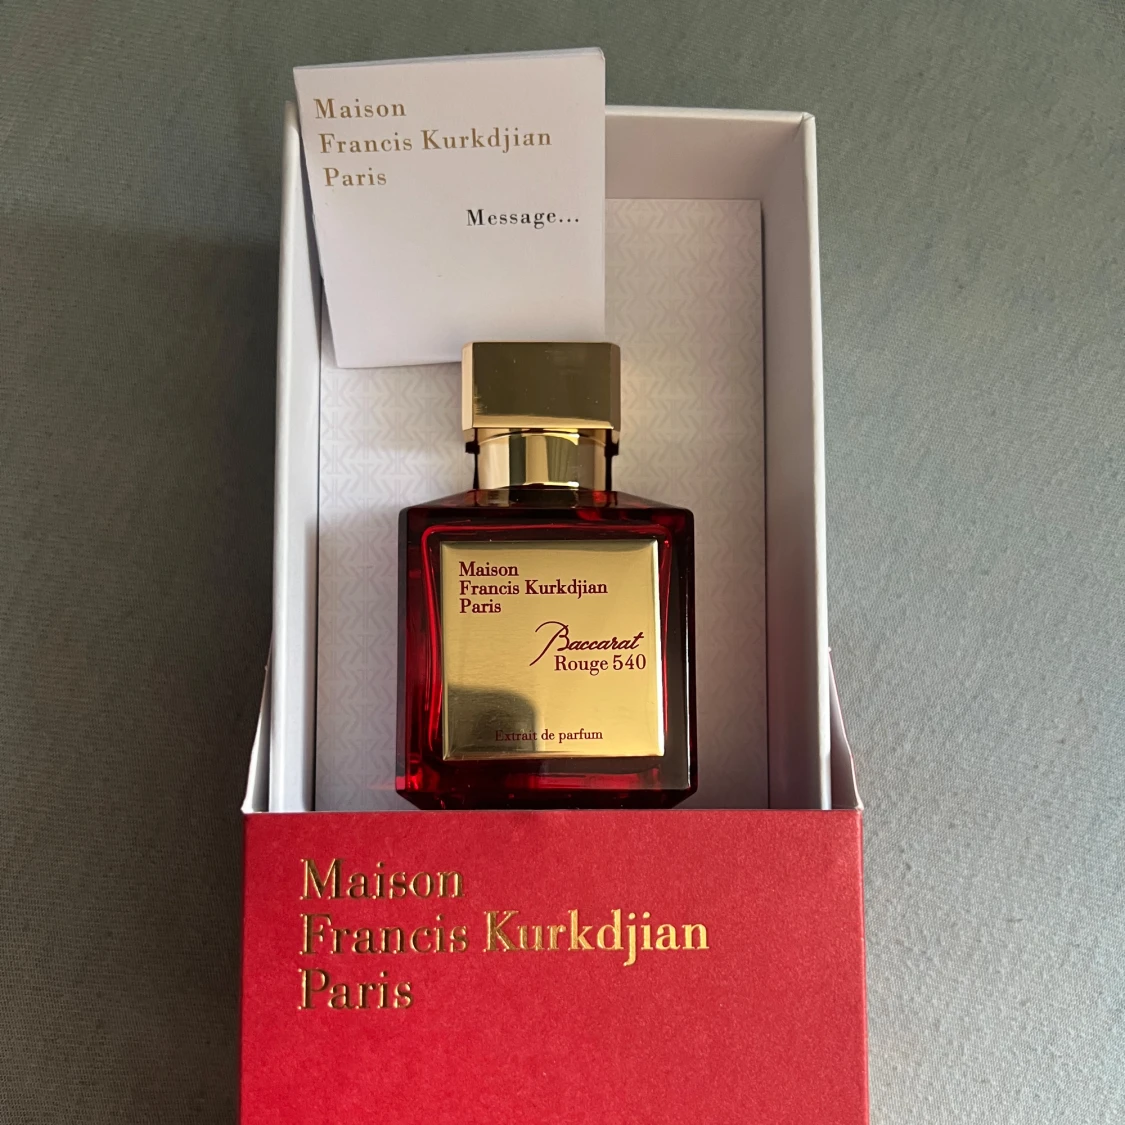 Maison
Francis Kurkdjian
Paris
Message...
Maison
Francis Kurkdjian
Paris
Baccarat
Rouge 540
Extrait de parfum
Maison
Francis Kurkdjian
Paris